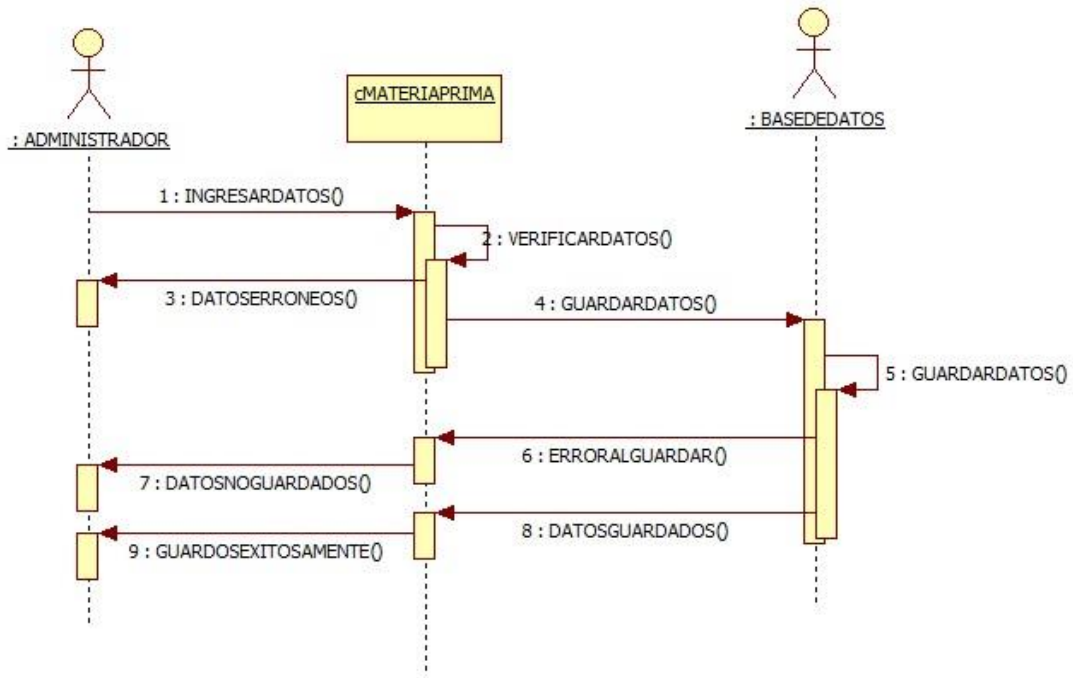 : ADMINISTRADOR
cMATERIAPRIMA
: BASEDEDATOS
1 : INGRESARDATOS()
2 : VERIFICARDATOS()
3 : DATOSERRONEOS()
4 : GUARDARDATOS()
5 : GUARDARDATOS()
6 : ERRORALGUARDAR()
7 : DATOSNOGUARDADOS()
8 : DATOSGUARDADOS()
9 : GUARDOSEXITOSAMENTE()